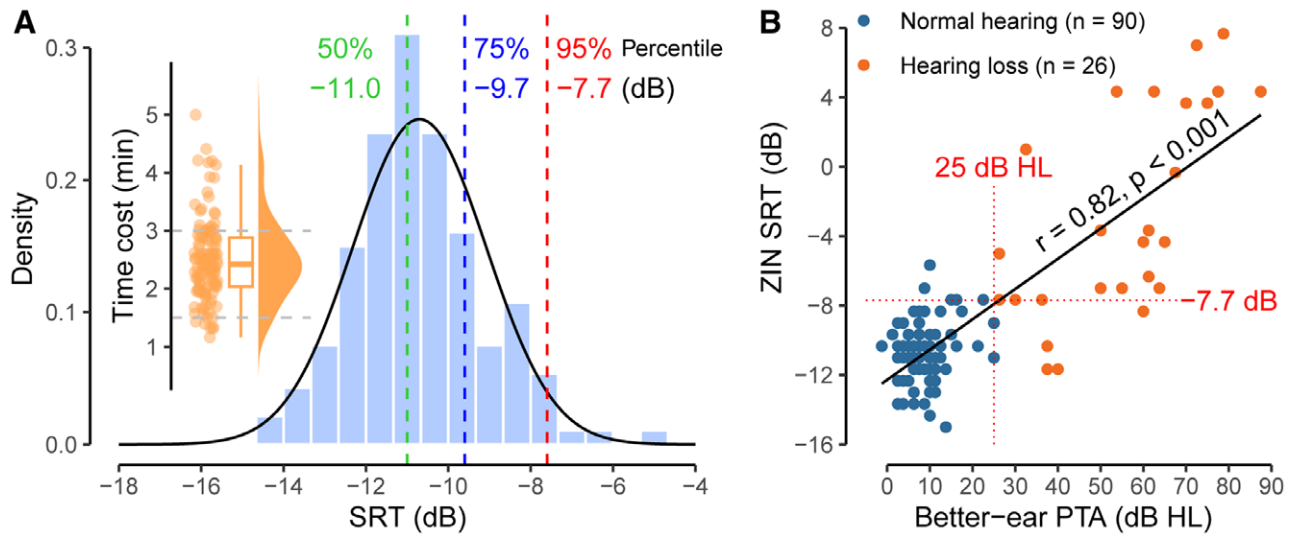 A
0.3
0.2
0.1
0.0
Density
5
4
3
2
1
Time cost (min)
50%
−11.0
75%
−9.7
95%
−7.7
Percentile
(dB)
−18
−16
−14
−12
−10
−8
−6
−4
SRT (dB)
B
Normal hearing (n = 90)
Hearing loss (n = 26)
8
4
0
−4
−8
−12
−16
ZIN SRT (dB)
25 dB HL
r = 0.82, p < 0.001
−7.7 dB
0
10
20
30
40
50
60
70
80
90
Better−ear PTA (dB HL)